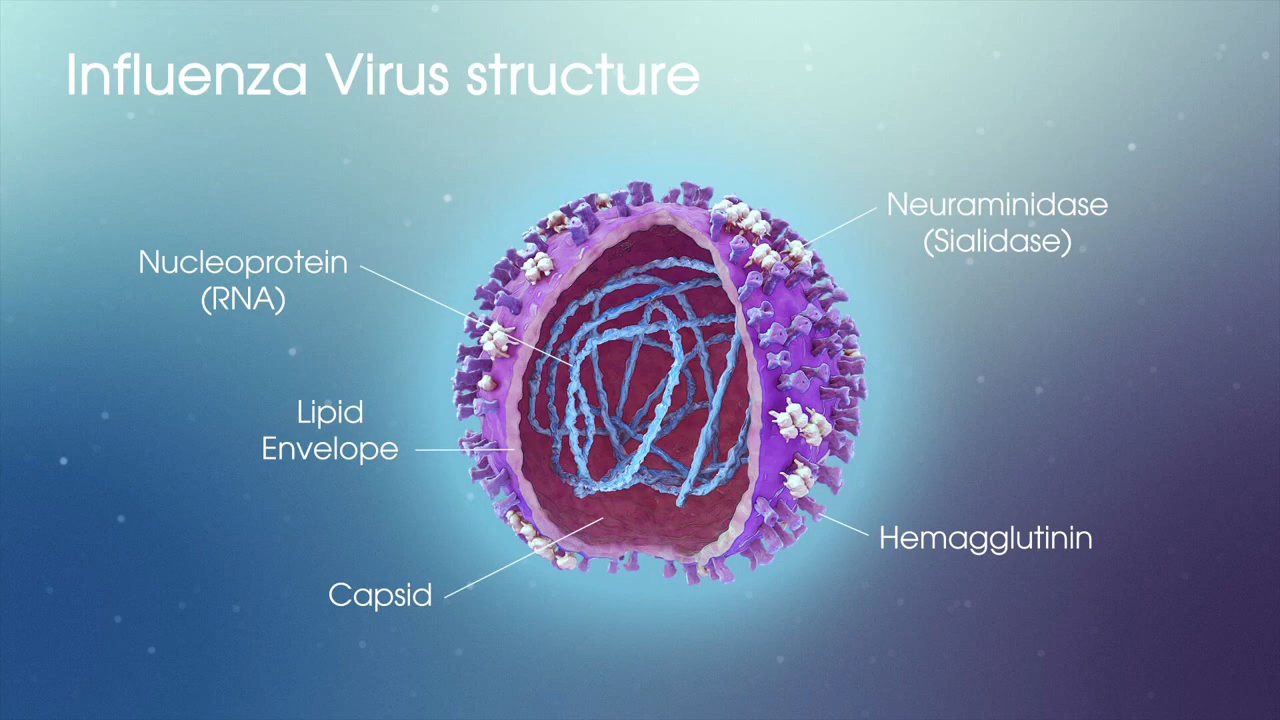 Influenza Virus structure
Neuraminidase
(Sialidase)
Nucleoprotein
(RNA)
Lipid
Envelope
Hemagglutinin
Capsid